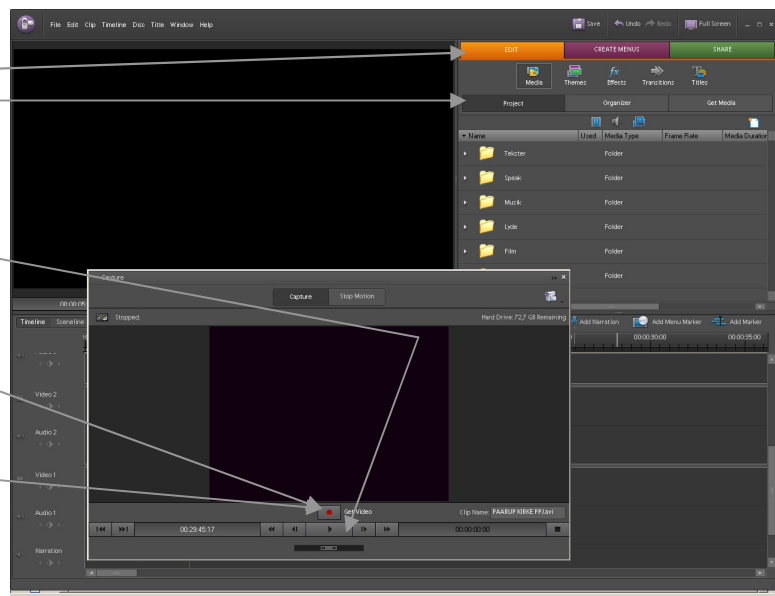 File Edit Clip Timeline Disc Title Window Help
Save Undo Redo Full Screen
EDIT CREATE MENUS SHARE
Media Themes Effects Transitions Titles
Project Organizer Get Media
Name Used Media Type Frame Rate Media Duration
Tekster Folder
Speak Folder
Musik Folder
Lyde Folder
Film Folder
Folder
Capture
Capture Stop Motion
Stopped. Hard Drive: 72,7 GB Remaining
Timeline Sceneline
Add Narration Add Menu Marker Add Marker
00:00:30:00 00:00:35:00
Video 2
Audio 2
Video 1
Audio 1
Narration
Get Video
Clip Name: PAARUP KIRKE PPJ.avi
00:29:45:17 00:00:00:00